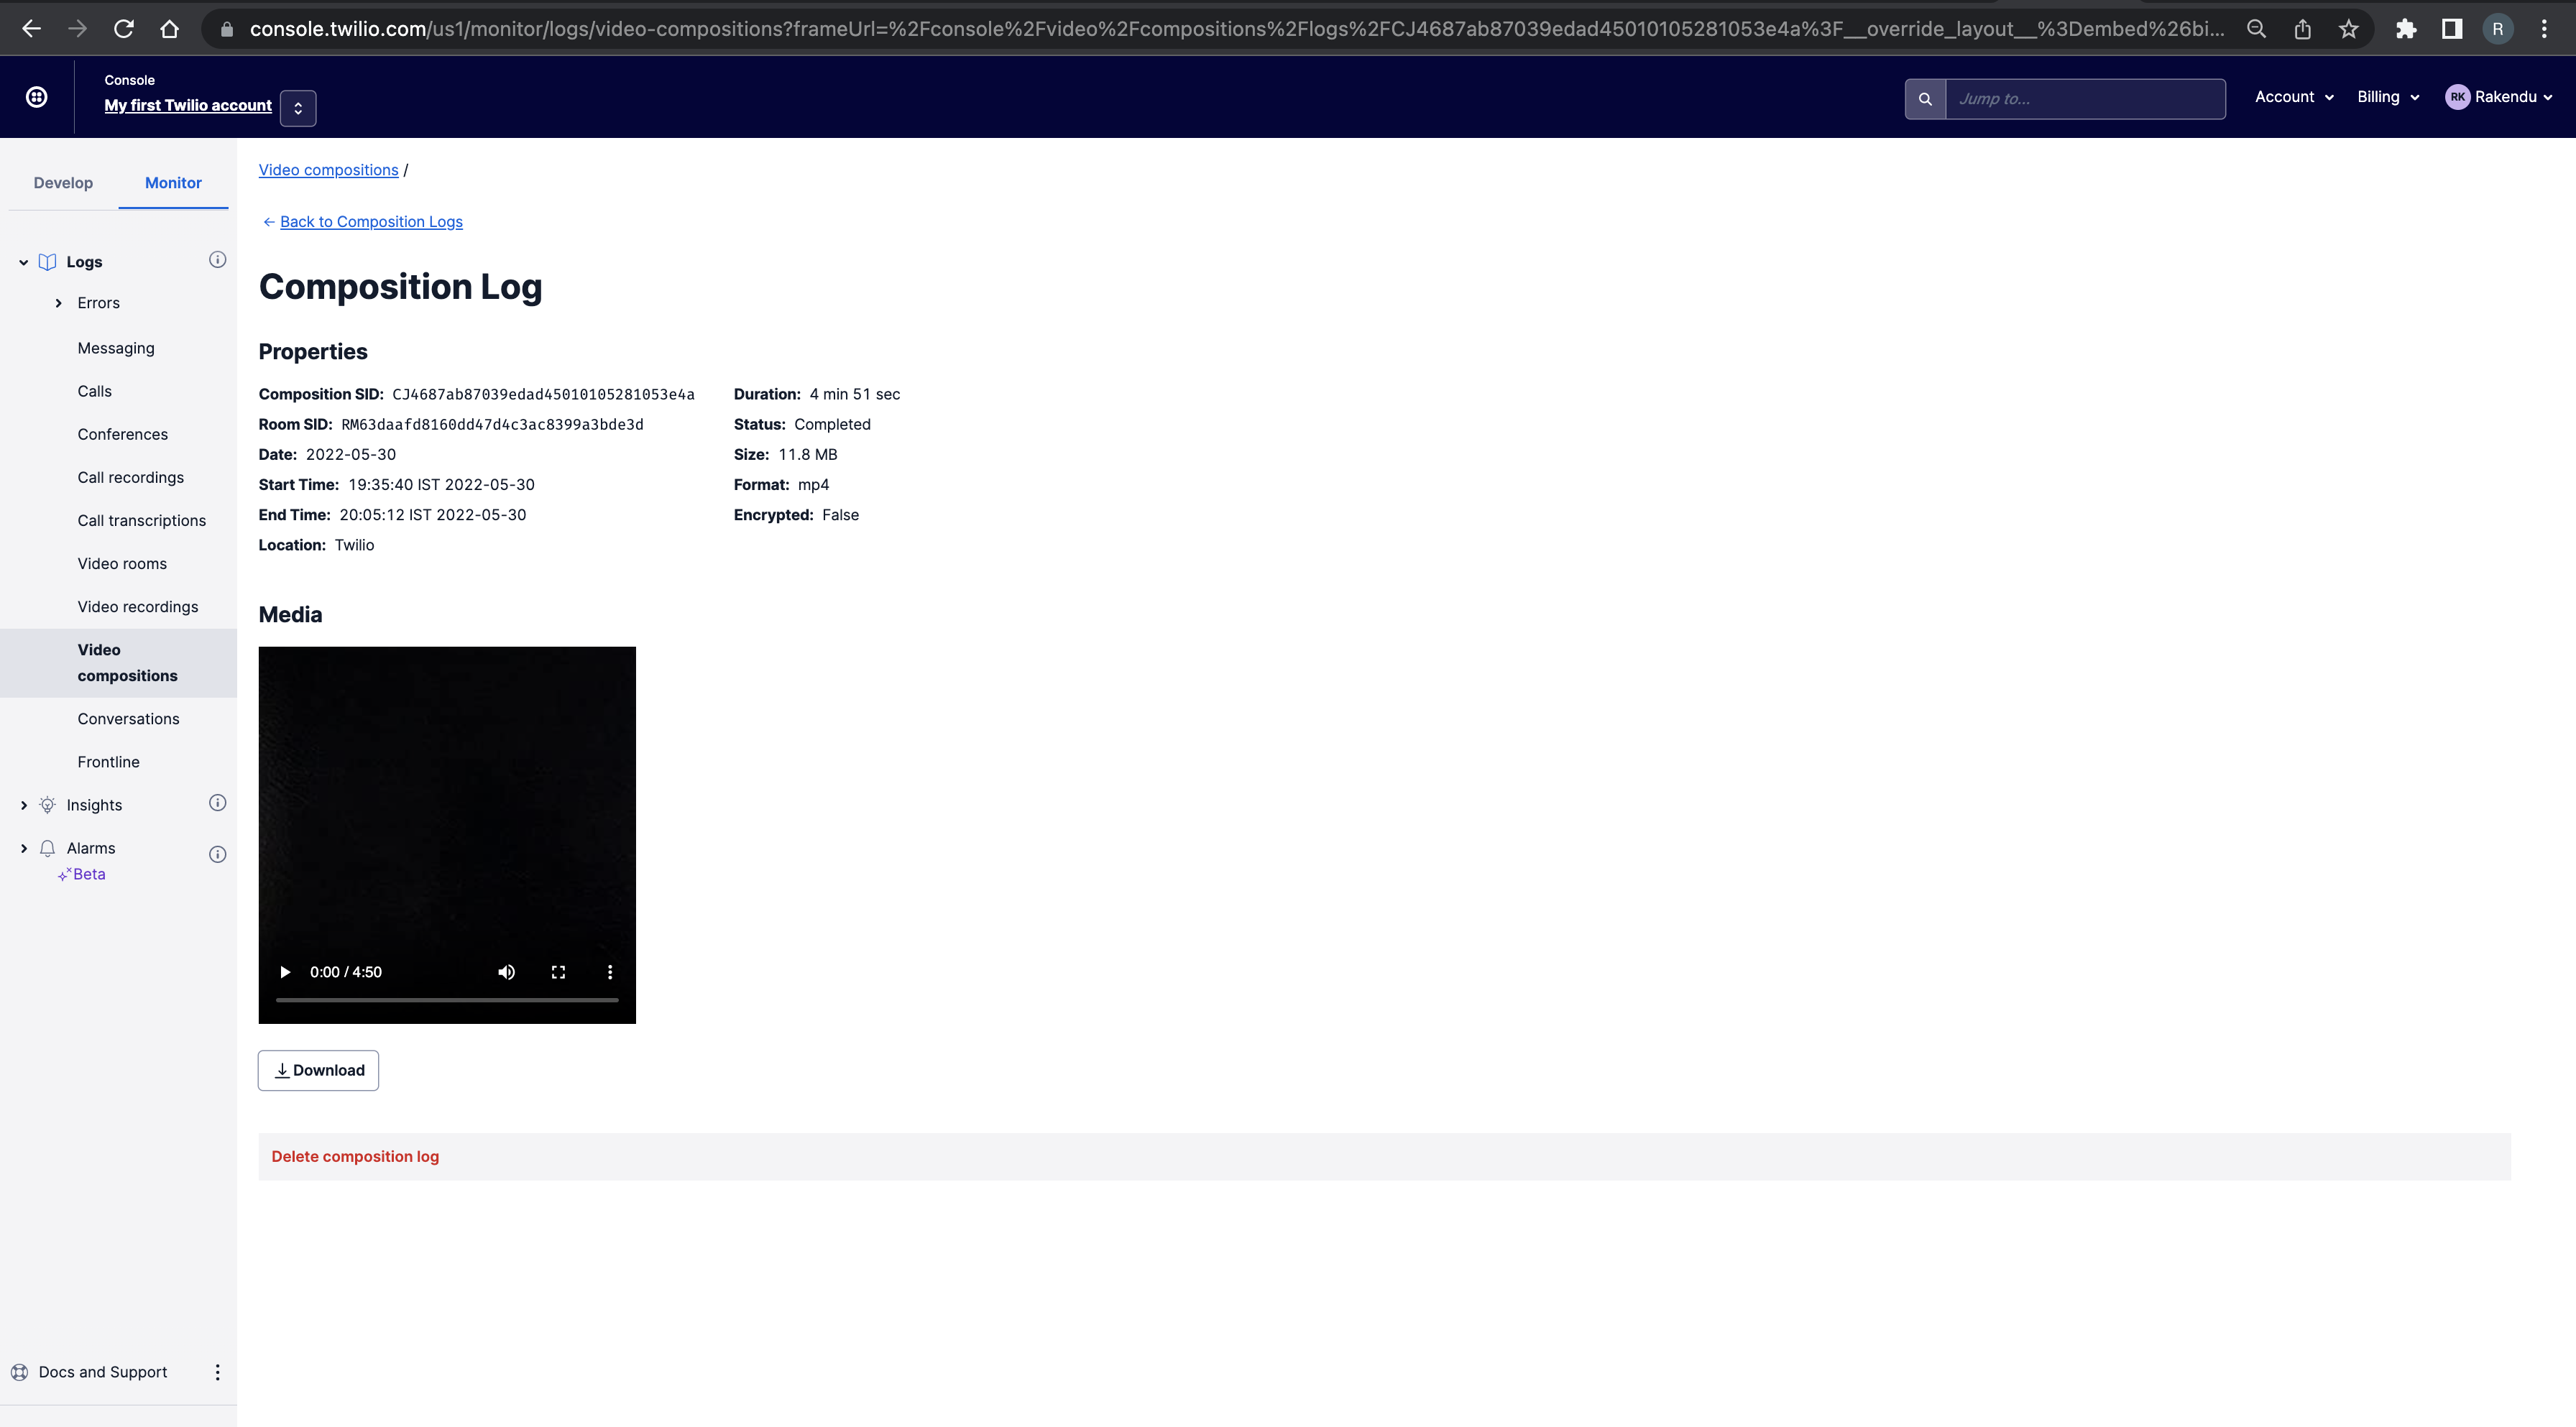 console.twilio.com/us1/monitor/logs/video-compositions?frameUrl=%2Fconsole%2Fvideo%2Fcompositions%2Flogs%2FCJ4687ab87039edad45010105281053e4a%3F__override_layout__%3Dembed%26bi...
R
Console
My first Twilio account
Jump to...
Account
Billing
RK
Rakendu
Develop
Monitor
Logs
Errors
Messaging
Calls
Conferences
Call recordings
Call transcriptions
Video rooms
Video recordings
Video
compositions
Conversations
Frontline
Insights
Alarms
Beta
Docs and Support
Video compositions /
← Back to Composition Logs
Composition Log
Properties
Composition SID: CJ4687ab87039edad45010105281053e4a
Room SID: RM63daafd8160dd47d4c3ac8399a3bde3d
Date: 2022-05-30
Start Time: 19:35:40 IST 2022-05-30
End Time: 20:05:12 IST 2022-05-30
Location: Twilio
Duration: 4 min 51 sec
Status: Completed
Size: 11.8 MB
Format: mp4
Encrypted: False
Media
0:00 / 4:50
Download
Delete composition log